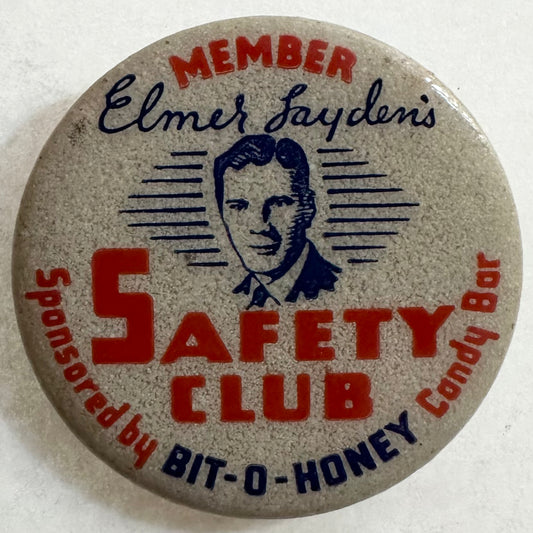 MEMBER
Elmer Layden's
SAFETY
CLUB
Sponsored by BIT-O-HONEY Candy Bar